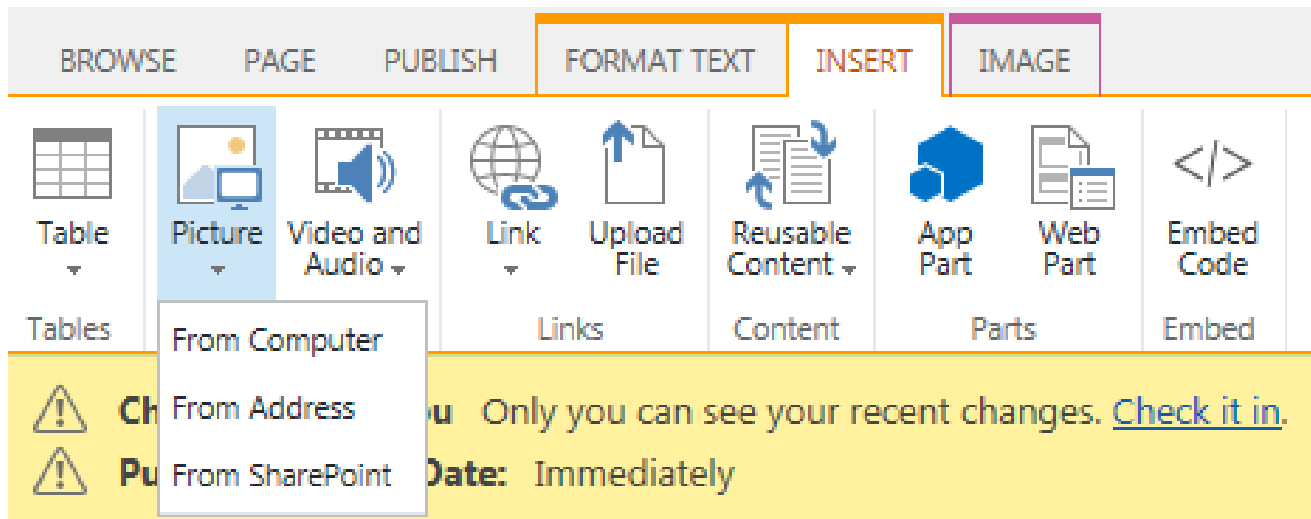 BROWSE PAGE PUBLISH FORMAT TEXT INSERT IMAGE
Table Picture Video and Audio Link Upload File Reusable Content App Part Web Part Embed Code
Tables Links Content Parts Embed
From Computer
From Address
From SharePoint
Only you can see your recent changes. Check it in.
Date: Immediately